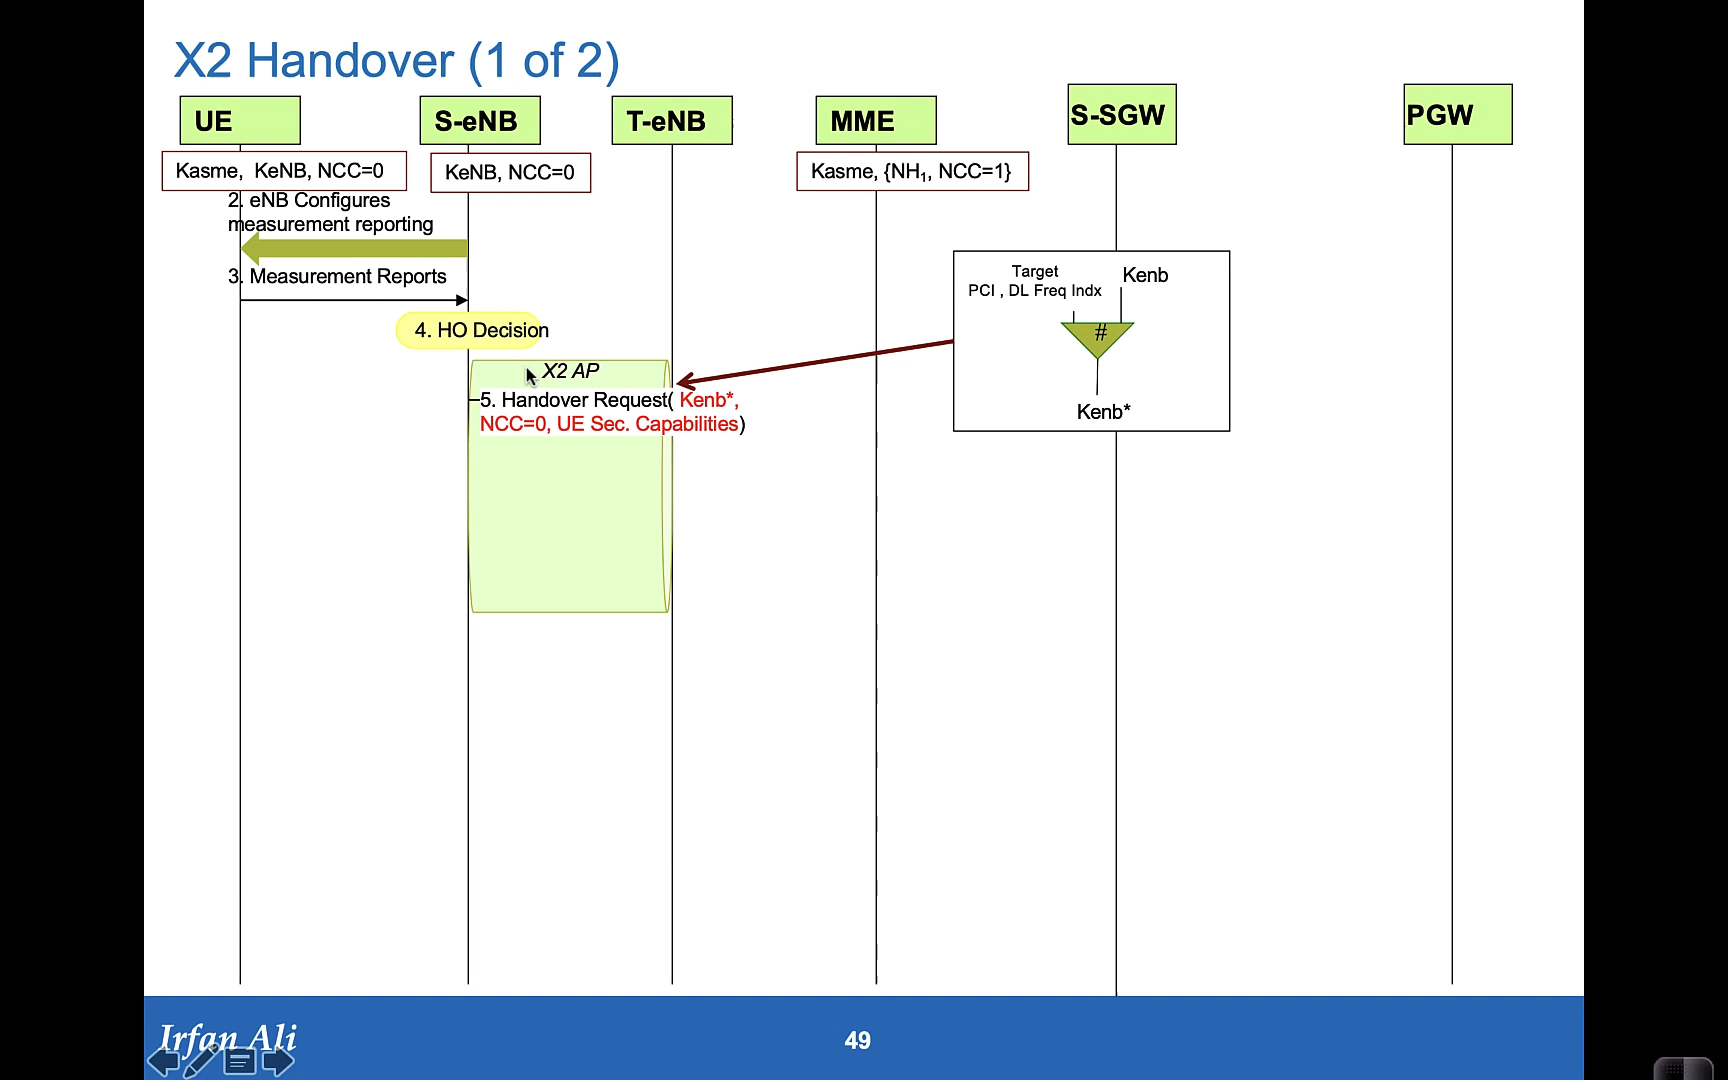 X2 Handover (1 of 2)
UE
S-eNB
T-eNB
MME
S-SGW
PGW
Kasme, KeNB, NCC=0
KeNB, NCC=0
Kasme, {NH₁, NCC=1}
2. eNB Configures
measurement reporting
3. Measurement Reports
4. HO Decision
Target
PCI , DL Freq Indx
Kenb
#
Kenb*
X2 AP
5. Handover Request( Kenb*,
NCC=0, UE Sec. Capabilities)
Irfan Ali
49